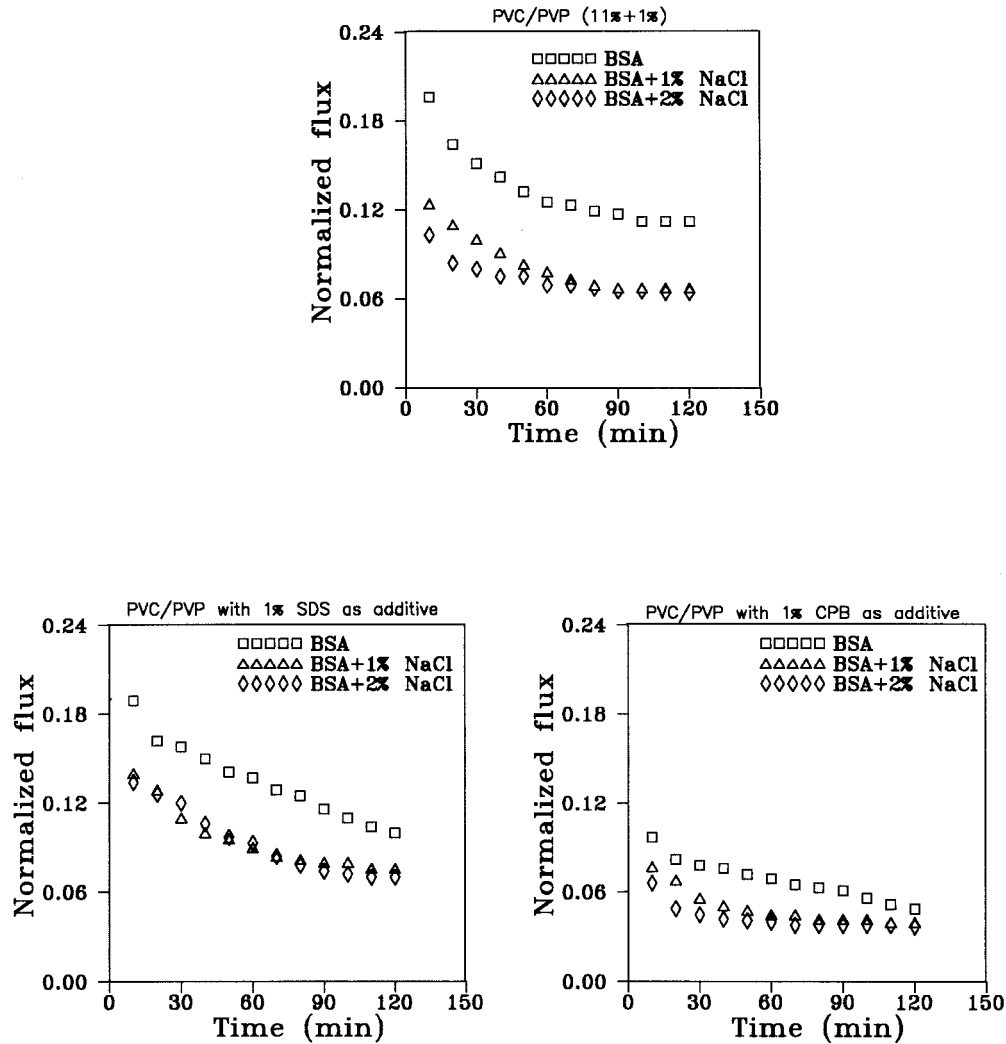 PVC/PVP (11%+1%)
0.24
0.18
0.12
0.06
0.00
Normalized flux
BSA
BSA+1% NaCl
BSA+2% NaCl
0 30 60 90 120 150
Time (min)
PVC/PVP with 1% SDS as additive
0.24
0.18
0.12
0.06
0.00
Normalized flux
BSA
BSA+1% NaCl
BSA+2% NaCl
0 30 60 90 120 150
Time (min)
PVC/PVP with 1% CPB as additive
0.24
0.18
0.12
0.06
0.00
Normalized flux
BSA
BSA+1% NaCl
BSA+2% NaCl
0 30 60 90 120 150
Time (min)